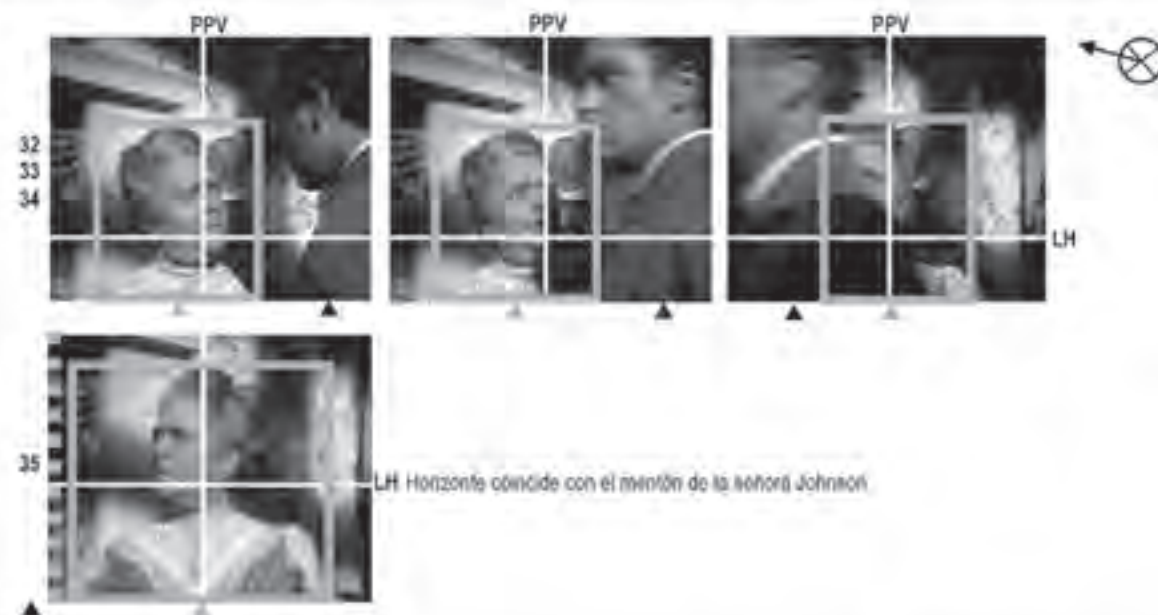 PPV PPV PPV
32
33
34
LH
35
LH Horizonte coincide con el mentón de la señora Johnson